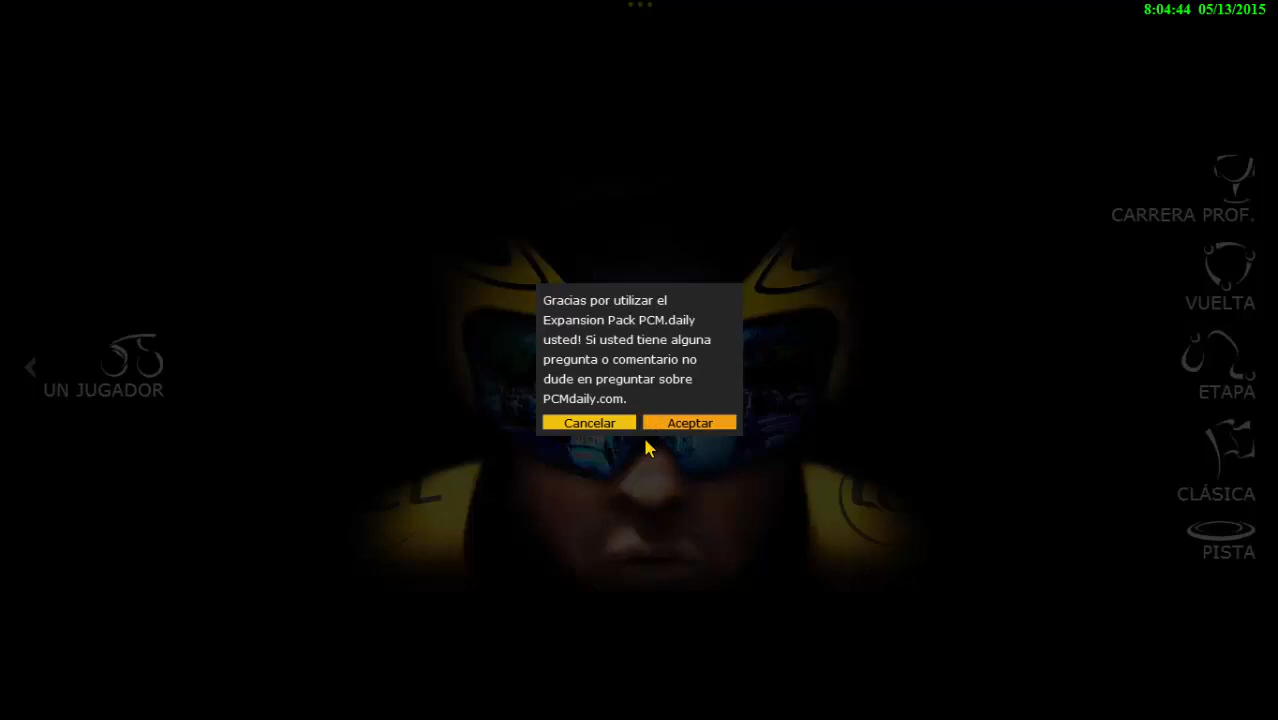 8:04:44 05/13/2015
CARRERA PROF.
VUELTA
Gracias por utilizar el
Expansion Pack PCM.daily
usted! Si usted tiene alguna
pregunta o comentario no
dude en preguntar sobre
PCMdaily.com.
Cancelar Aceptar
UN JUGADOR
ETAPA
CLÁSICA
PISTA